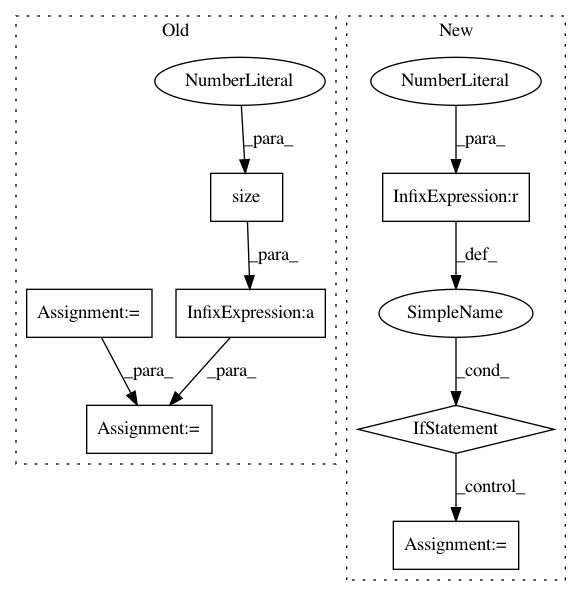 Old
New
NumberLiteral
NumberLiteral
_para_
_para_
size
InfixExpression:r
_para_
_def_
Assignment:=
InfixExpression:a
SimpleName
_para_
_para_
_cond_
Assignment:=
IfStatement
_control_
Assignment:=